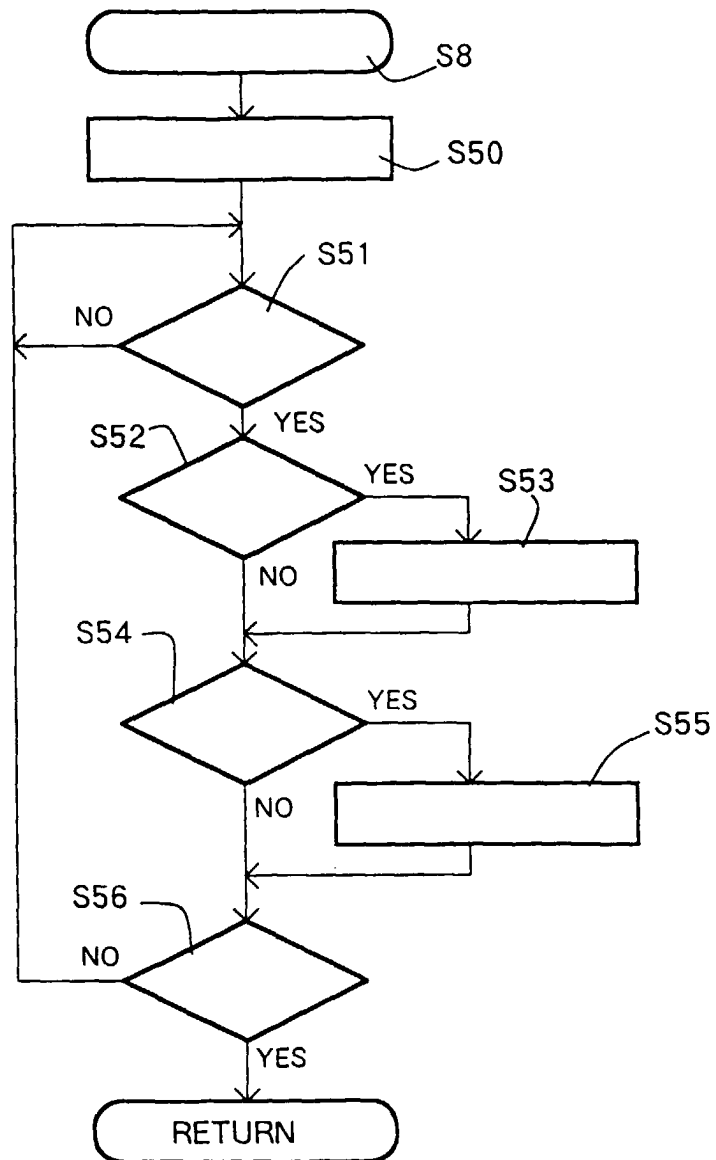 S8
S50
S51
NO
YES
S52
YES
S53
NO
S54
YES
S55
NO
S56
NO
YES
RETURN